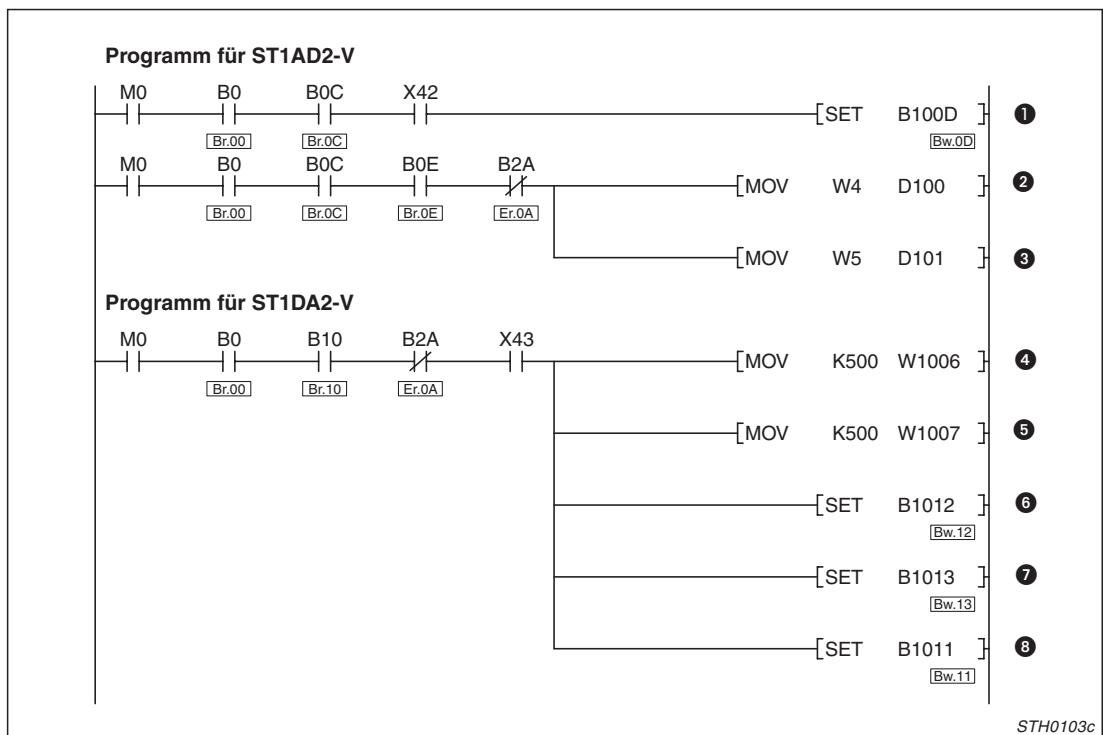 Programm für ST1AD2-V
M0 B0 B0C X42
[SET B100D ] ❶
Br.00 Br.0C Bw.0D
M0 B0 B0C B0E B2A
[MOV W4 D100 ] ❷
Br.00 Br.0C Br.0E Er.0A
[MOV W5 D101 ] ❸
Programm für ST1DA2-V
M0 B0 B10 B2A X43
[MOV K500 W1006 ] ❹
Br.00 Br.10 Er.0A
[MOV K500 W1007 ] ❺
[SET B1012 ] ❻
Bw.12
[SET B1013 ] ❼
Bw.13
[SET B1011 ] ❽
Bw.11
STH0103c